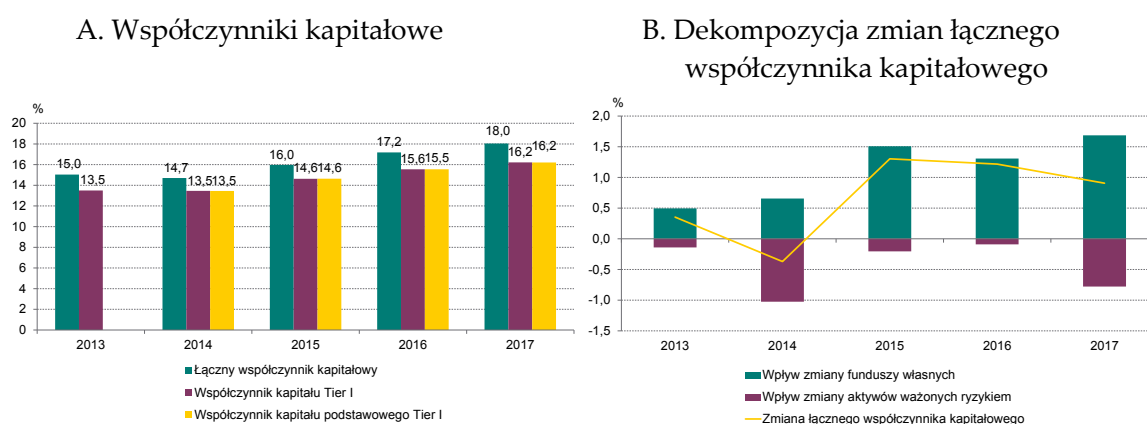 A. Współczynniki kapitałowe
%
20
18
16
14
12
10
8
6
4
2
0
15,0
13,5
14,7
13,5 13,5
16,0
14,6 14,6
17,2
15,6 15,5
18,0
16,2 16,2
2013 2014 2015 2016 2017
Łączny współczynnik kapitałowy
Współczynnik kapitału Tier I
Współczynnik kapitału podstawowego Tier I
B. Dekompozycja zmian łącznego
współczynnika kapitałowego
%
2,0
1,5
1,0
0,5
0,0
-0,5
-1,0
-1,5
2013 2014 2015 2016 2017
Wpływ zmiany funduszy własnych
Wpływ zmiany aktywów ważonych ryzykiem
Zmiana łącznego współczynnika kapitałowego